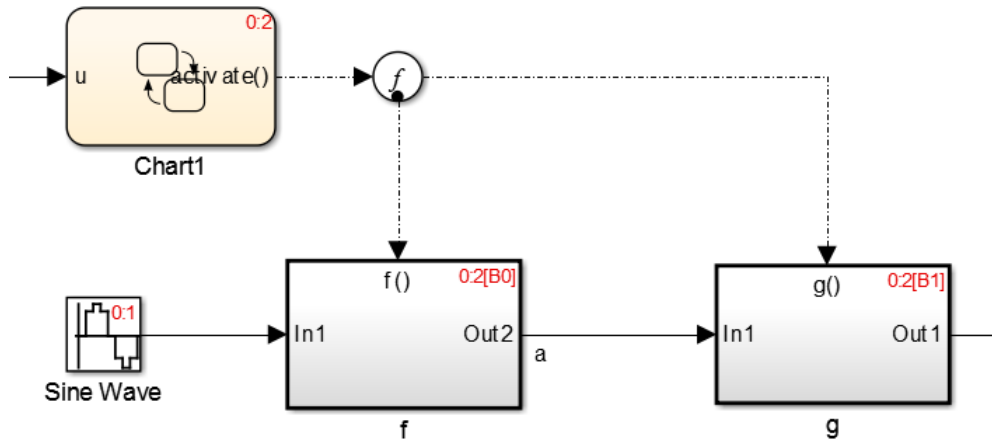 0:2
u
activate()
f
Chart1
f()
0:2[B0]
g()
0:2[B1]
0:1
In1
Out2
a
In1
Out1
Sine Wave
f
g